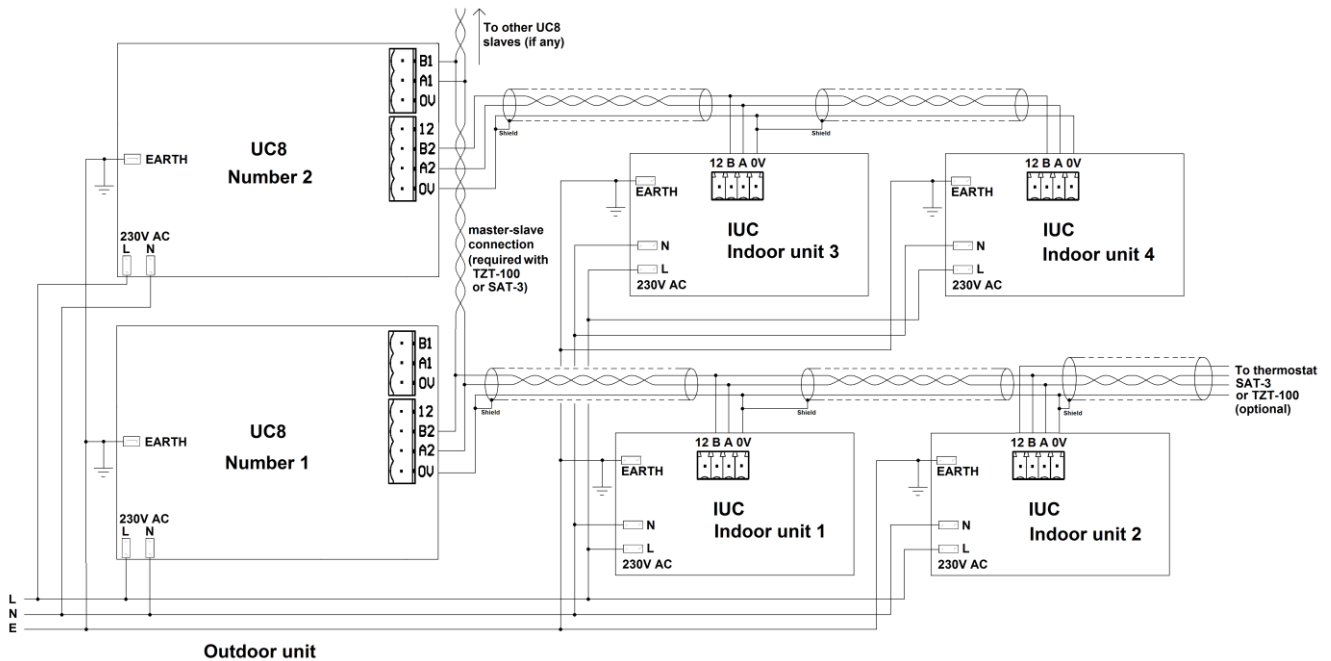 To other UC8
slaves (if any)
B1
A1
0V
12
B2
A2
0V
EARTH
UC8
Number 2
230V AC
L N
master-slave
connection
(required with
TZT-100
or SAT-3)
Shield
Shield
12 B A 0V
EARTH
IUC
Indoor unit 3
N
L
230V AC
12 B A 0V
EARTH
IUC
Indoor unit 4
N
L
230V AC
B1
A1
0V
12
B2
A2
0V
EARTH
UC8
Number 1
230V AC
L N
Shield
Shield
Shield
To thermostat
SAT-3
or TZT-100
(optional)
12 B A 0V
EARTH
IUC
Indoor unit 1
N
L
230V AC
12 B A 0V
EARTH
IUC
Indoor unit 2
N
L
230V AC
L
N
E
Outdoor unit